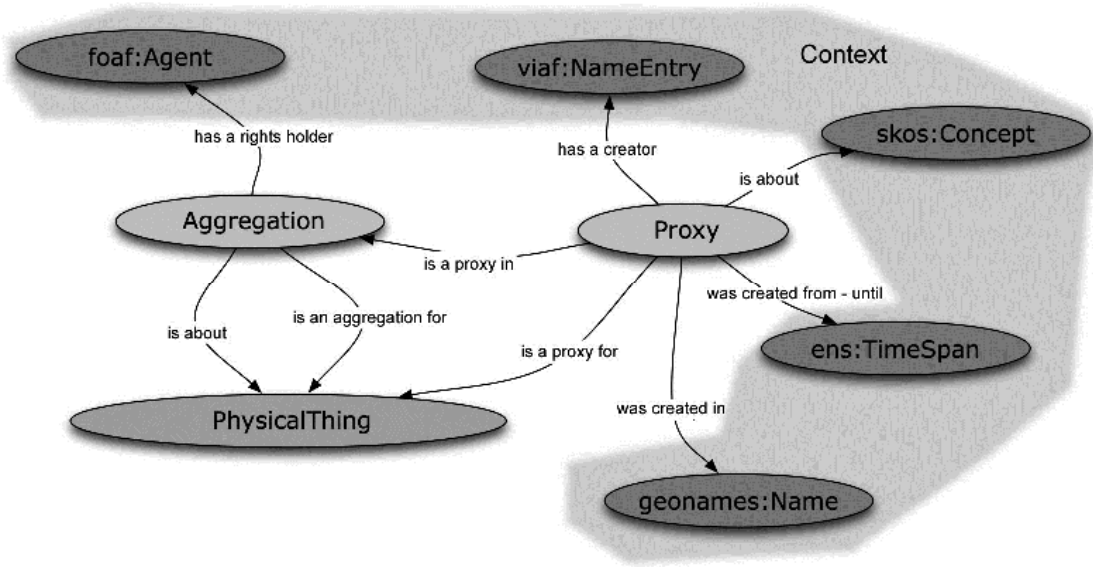 foaf:Agent
viaf:NameEntry
Context
skos:Concept
has a rights holder
has a creator
is about
Aggregation
Proxy
is a proxy in
was created from - until
is about
is an aggregation for
is a proxy for
ens:TimeSpan
was created in
PhysicalThing
geonames:Name